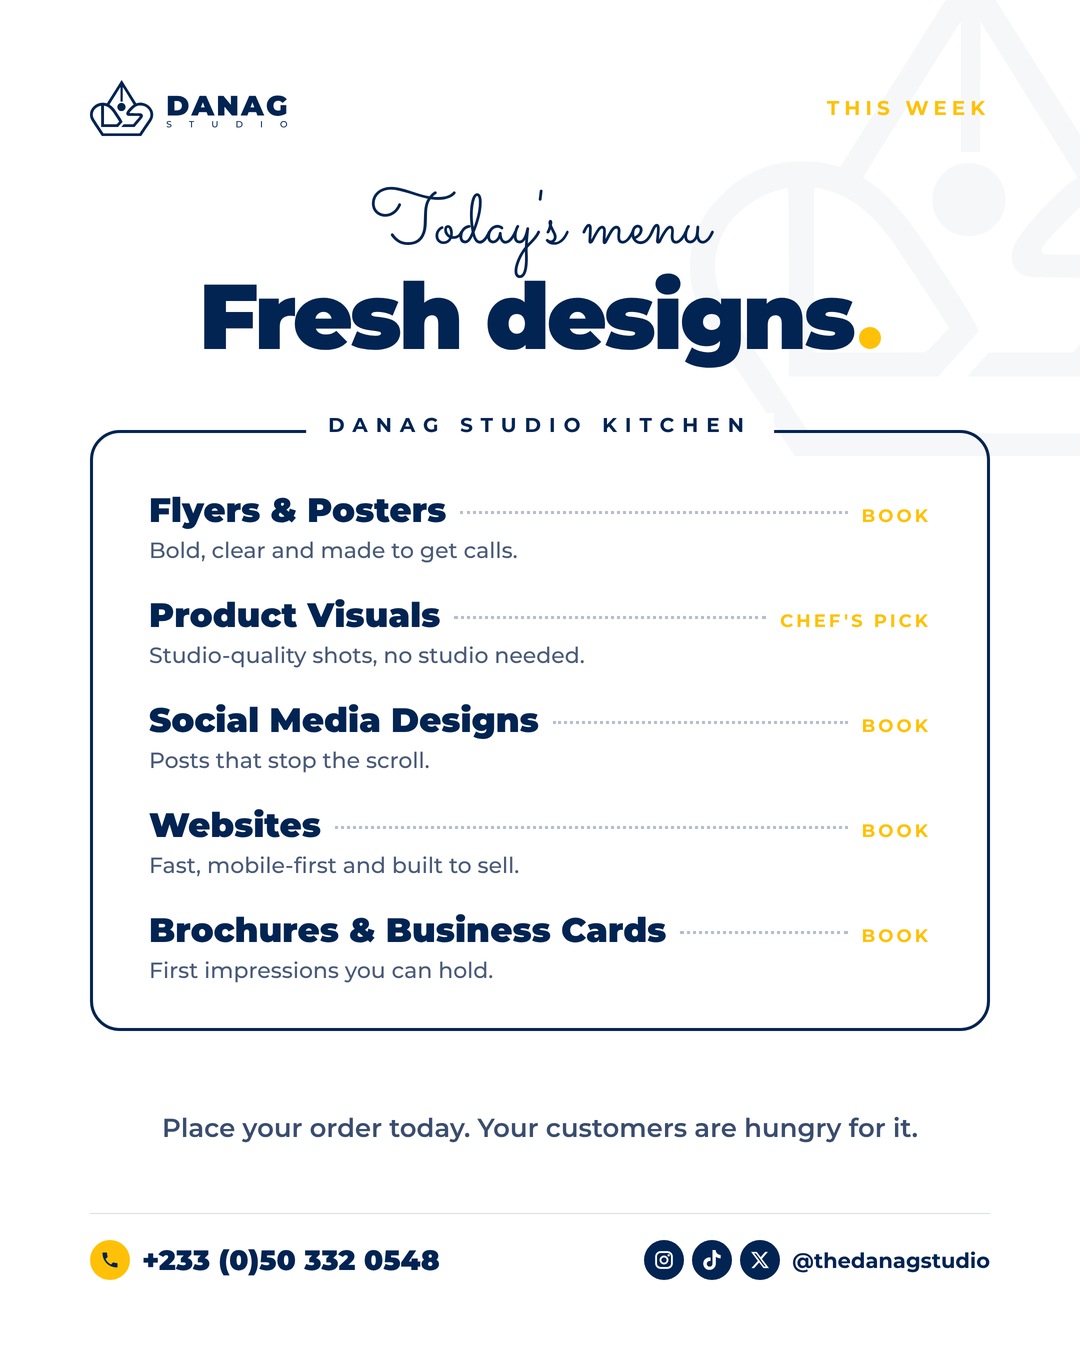 DANAG
STUDIO
THIS WEEK
Today's menu
Fresh designs.
DANAG STUDIO KITCHEN
Flyers & Posters BOOK
Bold, clear and made to get calls.
Product Visuals CHEF'S PICK
Studio-quality shots, no studio needed.
Social Media Designs BOOK
Posts that stop the scroll.
Websites BOOK
Fast, mobile-first and built to sell.
Brochures & Business Cards BOOK
First impressions you can hold.
Place your order today. Your customers are hungry for it.
+233 (0)50 332 0548 @thedanagstudio